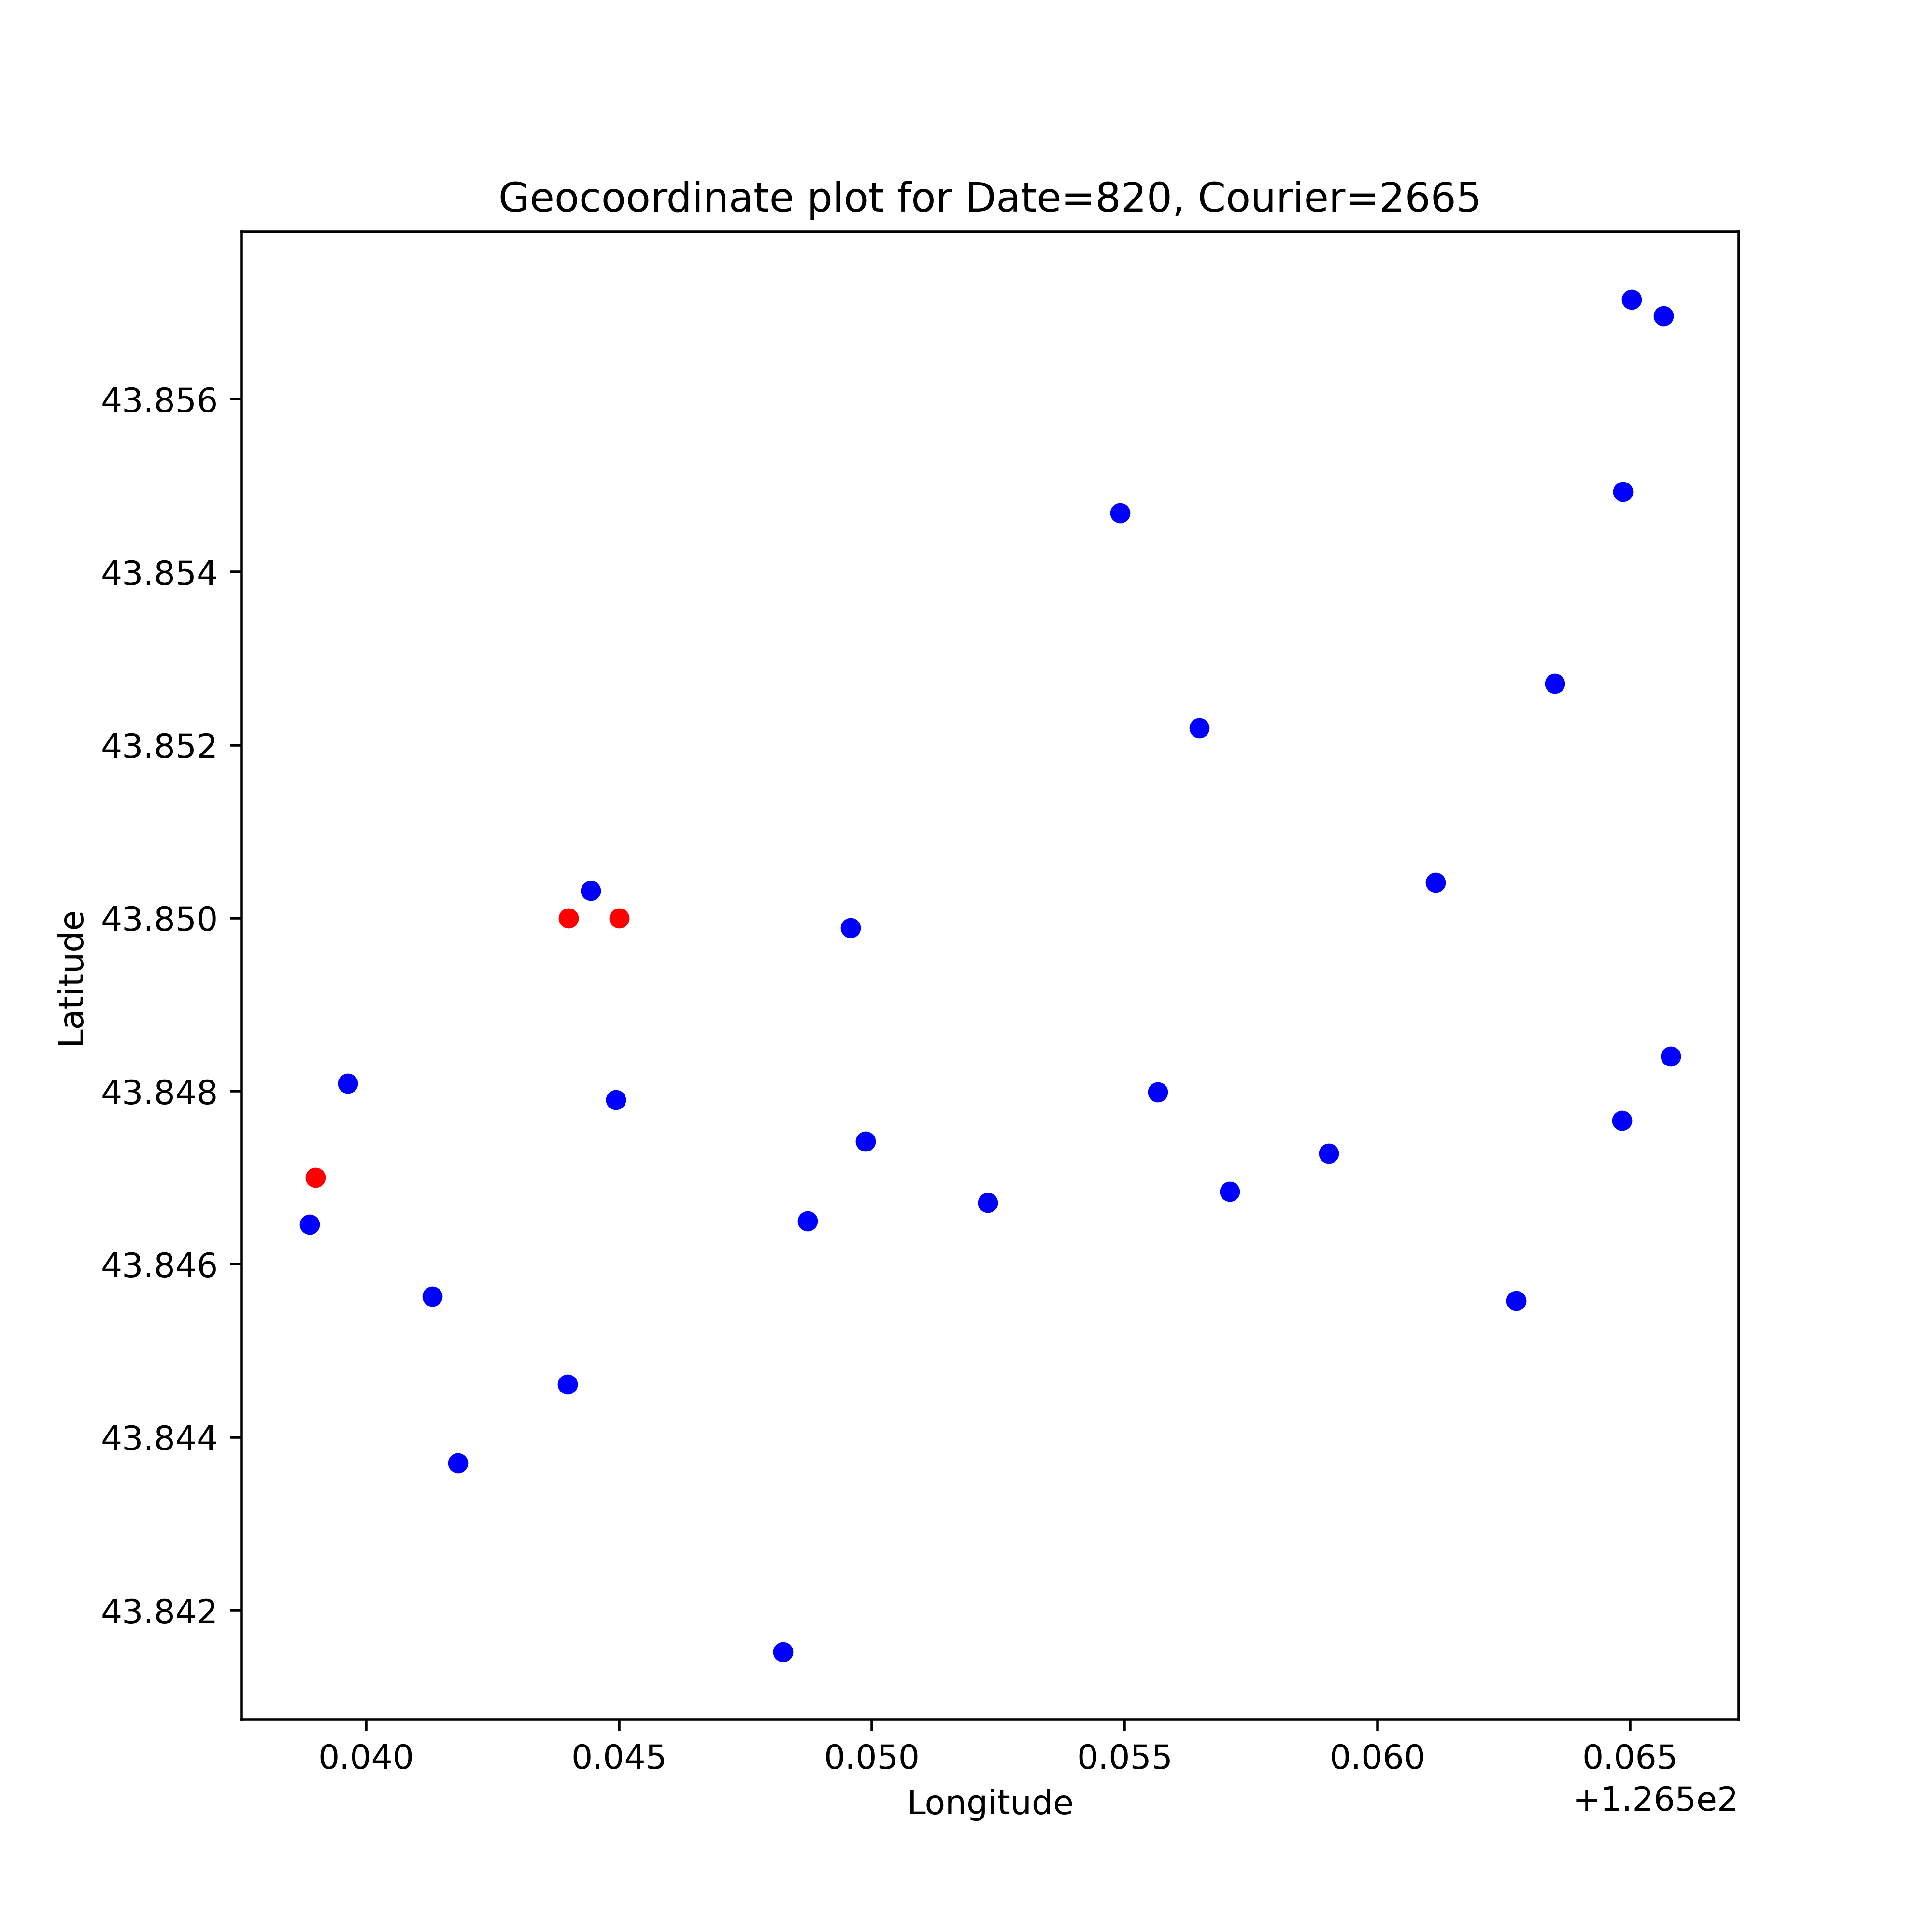 Geocoordinate plot for Date=820, Courier=2665
43.856
43.854
43.852
43.850
43.848
43.846
43.844
43.842
Latitude
0.040 0.045 0.050 0.055 0.060 0.065
+1.265e2
Longitude